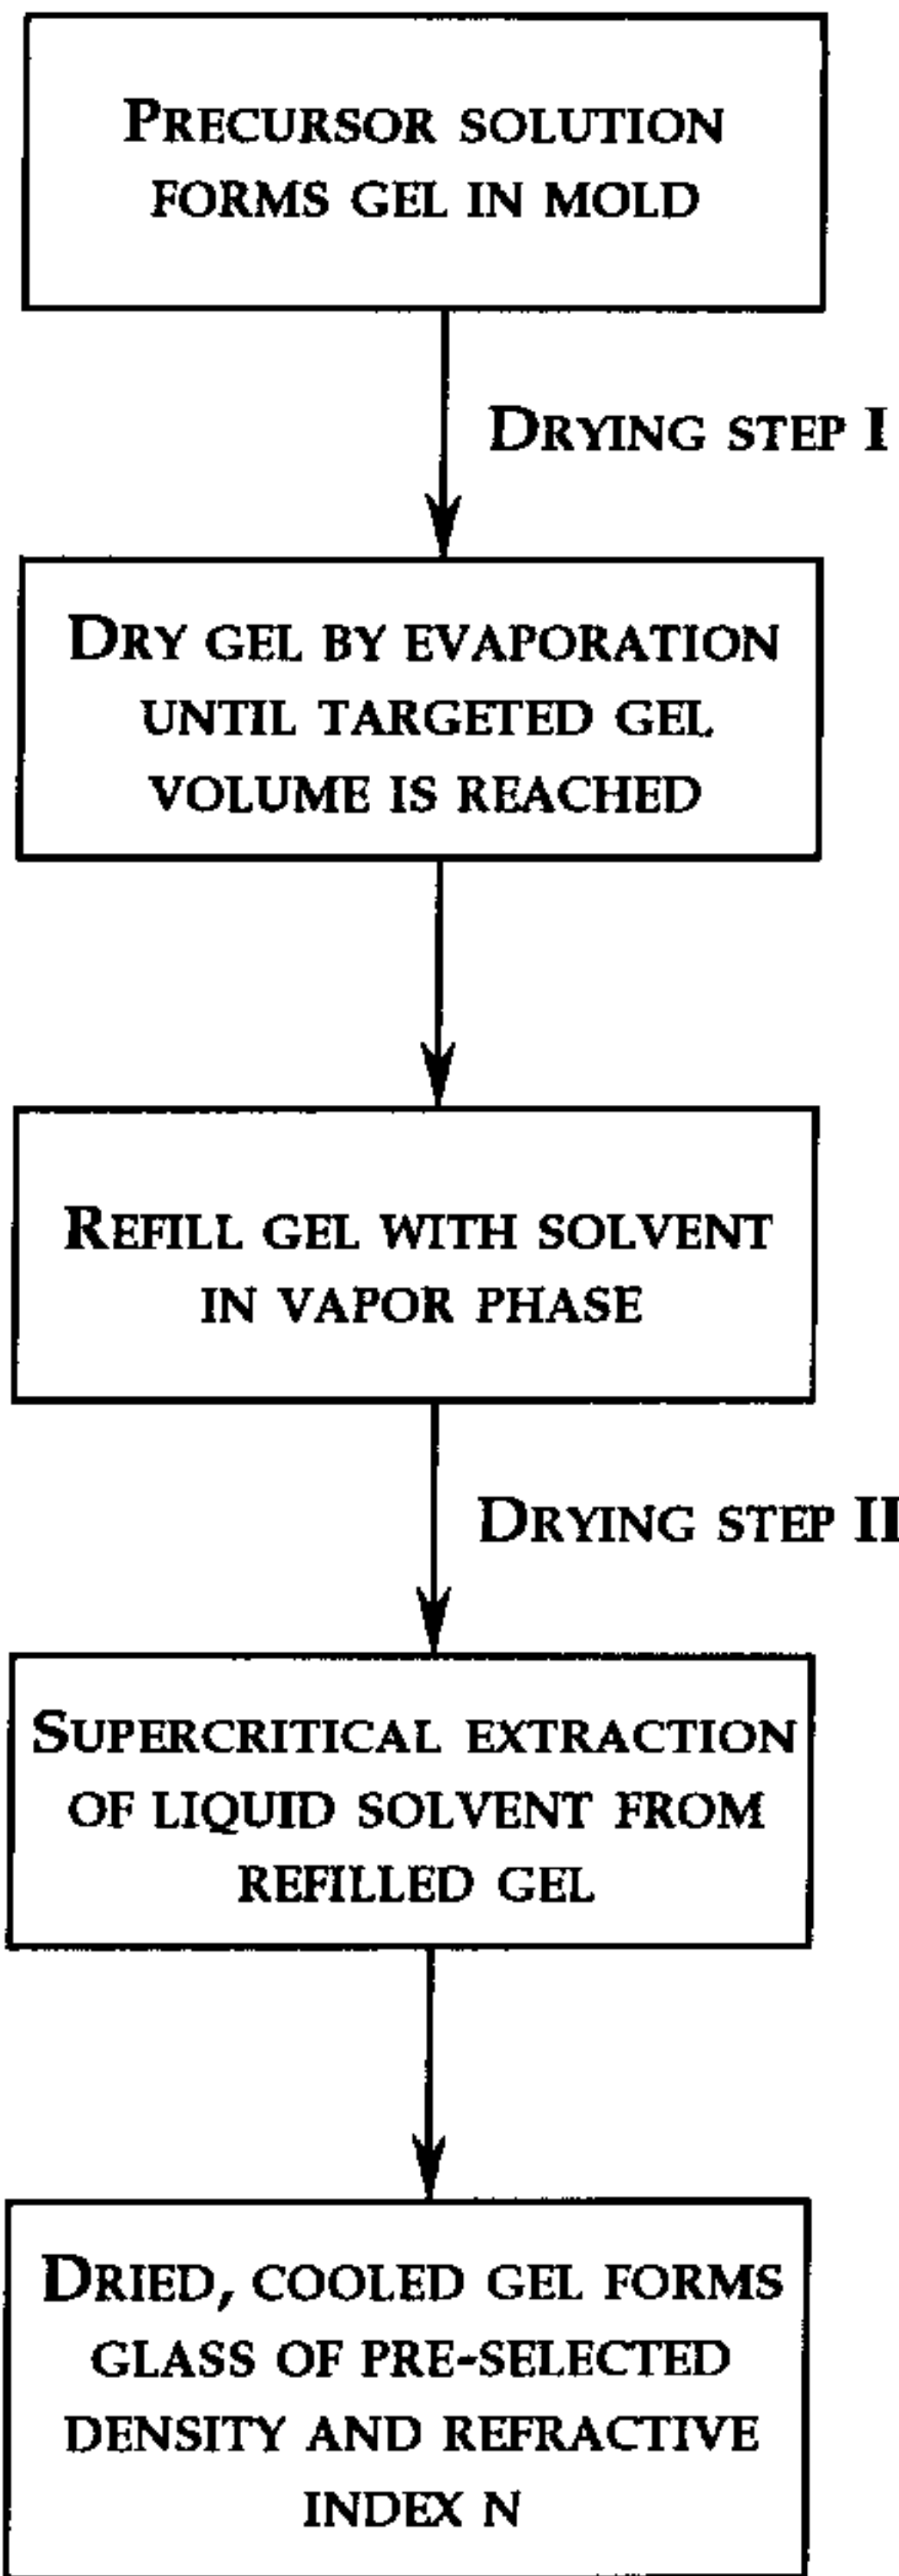 PRECURSOR SOLUTION
FORMS GEL IN MOLD
DRYING STEP I
DRY GEL BY EVAPORATION
UNTIL TARGETED GEL
VOLUME IS REACHED
REFILL GEL WITH SOLVENT
IN VAPOR PHASE
DRYING STEP II
SUPERCRITICAL EXTRACTION
OF LIQUID SOLVENT FROM
REFILLED GEL
DRIED, COOLED GEL FORMS
GLASS OF PRE-SELECTED
DENSITY AND REFRACTIVE
INDEX N